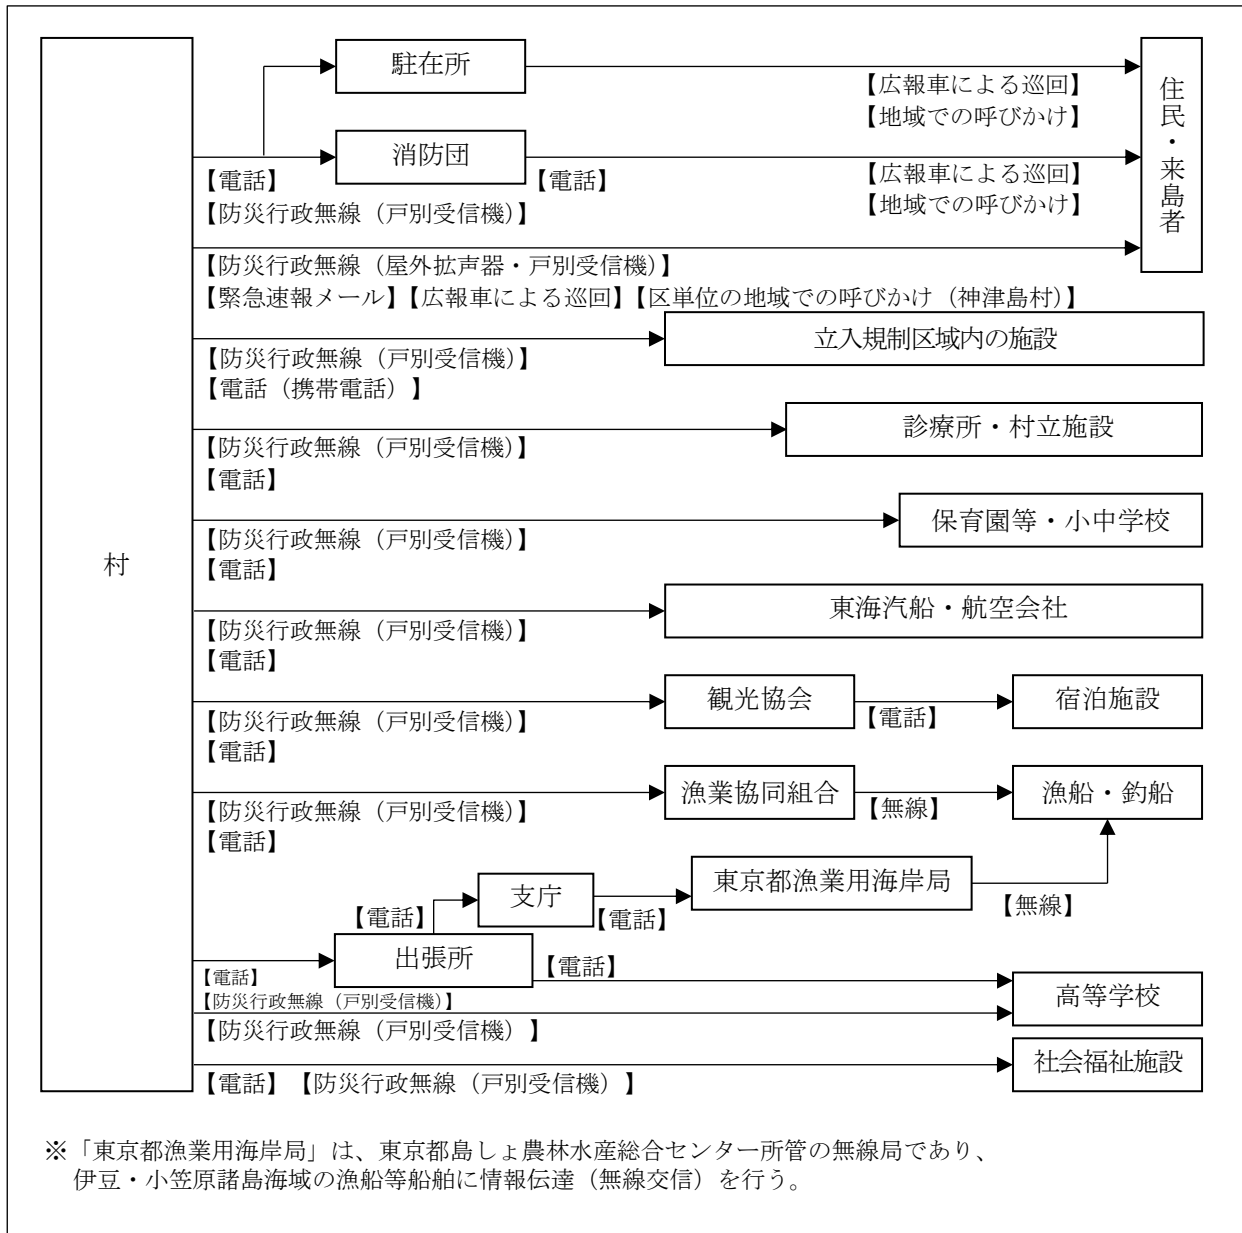 駐在所
【広報車による巡回】
【地域での呼びかけ】
住民・来島者
消防団
【電話】
【電話】
【広報車による巡回】
【防災行政無線（戸別受信機）】
【地域での呼びかけ】
【防災行政無線（屋外拡声器・戸別受信機）】
【緊急速報メール】【広報車による巡回】【区単位の地域での呼びかけ（神津島村）】
立入規制区域内の施設
【防災行政無線（戸別受信機）】
【電話（携帯電話）】
診療所・村立施設
【防災行政無線（戸別受信機）】
【電話】
保育園等・小中学校
【防災行政無線（戸別受信機）】
村
【電話】
東海汽船・航空会社
【防災行政無線（戸別受信機）】
【電話】
観光協会
【電話】
宿泊施設
【防災行政無線（戸別受信機）】
【電話】
漁業協同組合
【無線】
漁船・釣船
【防災行政無線（戸別受信機）】
【電話】
東京都漁業用海岸局
支庁
【電話】
【電話】
【無線】
出張所
【電話】
【電話】
【防災行政無線（戸別受信機）】
高等学校
【防災行政無線（戸別受信機）】
社会福祉施設
【電話】【防災行政無線（戸別受信機）】
※「東京都漁業用海岸局」は、東京都島しょ農林水産総合センター所管の無線局であり、
伊豆・小笠原諸島海域の漁船等船舶に情報伝達（無線交信）を行う。